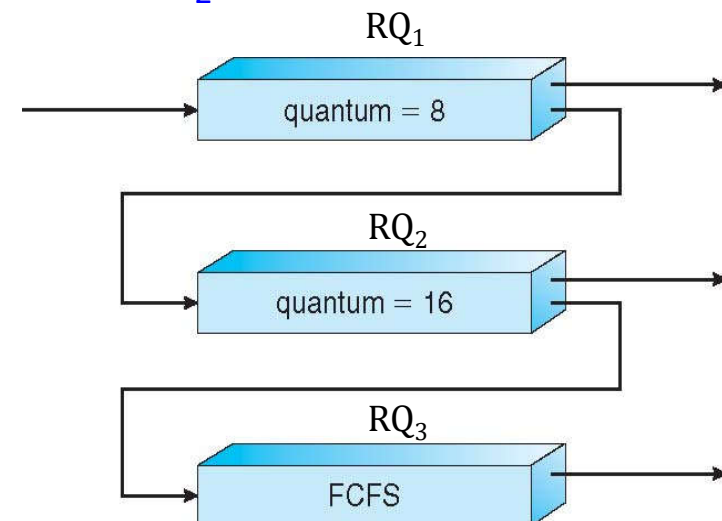 RQ₁
quantum = 8
RQ₂
quantum = 16
RQ₃
FCFS